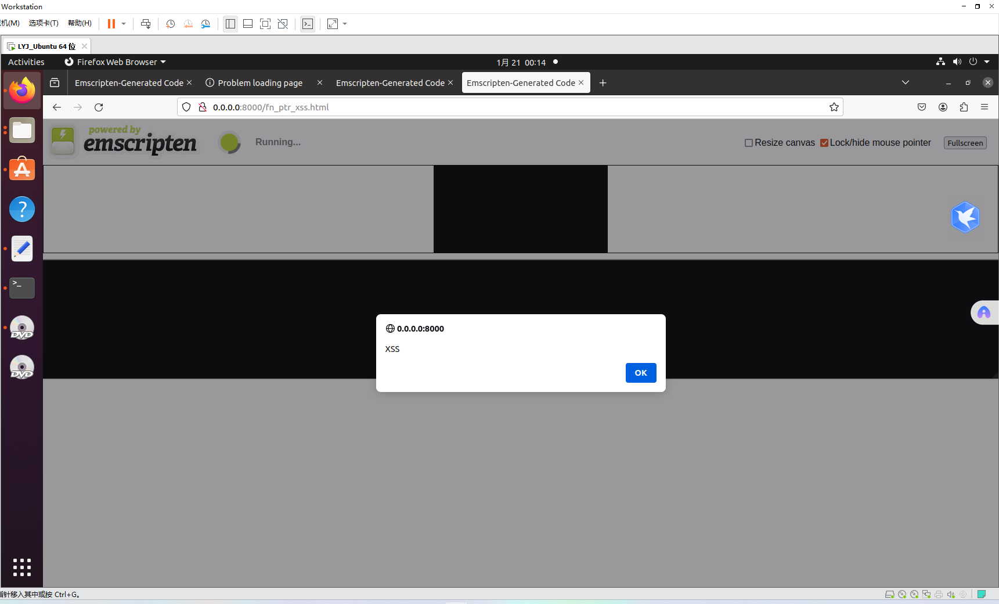 Workstation
机(M) 选项卡(T) 帮助(H)
LYJ_Ubuntu 64 位
Activities Firefox Web Browser 1月 21 00:14
Emscripten-Generated Code Problem loading page Emscripten-Generated Code Emscripten-Generated Code
0.0.0.0:8000/fn_ptr_xss.html
powered by
emscripten
Running...
Resize canvas Lock/hide mouse pointer Fullscreen
0.0.0.0:8000
XSS
OK
DVD
DVD
指针移入其中或按 Ctrl+G。